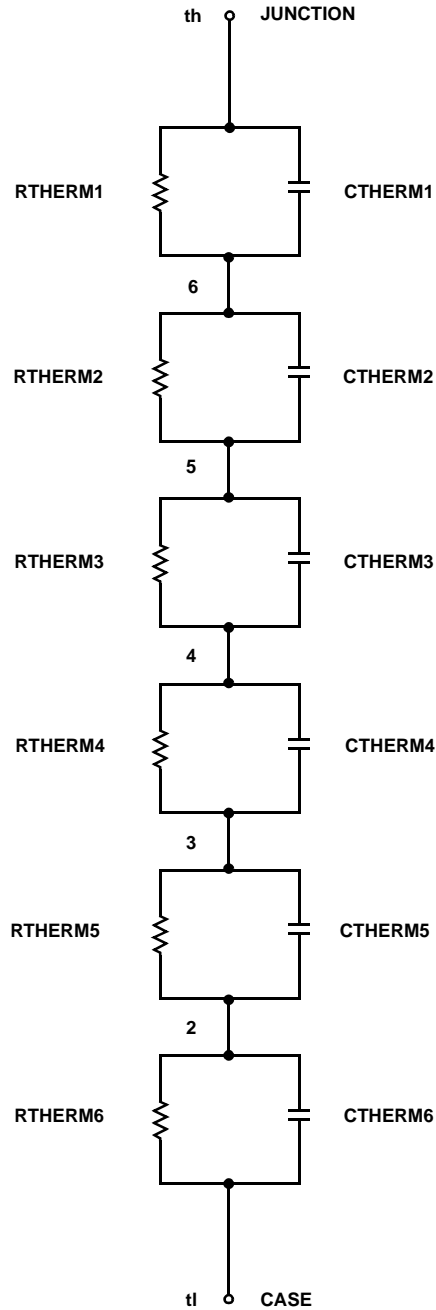 th JUNCTION
RTHERM1 CTHERM1
6
RTHERM2 CTHERM2
5
RTHERM3 CTHERM3
4
RTHERM4 CTHERM4
3
RTHERM5 CTHERM5
2
RTHERM6 CTHERM6
tl CASE